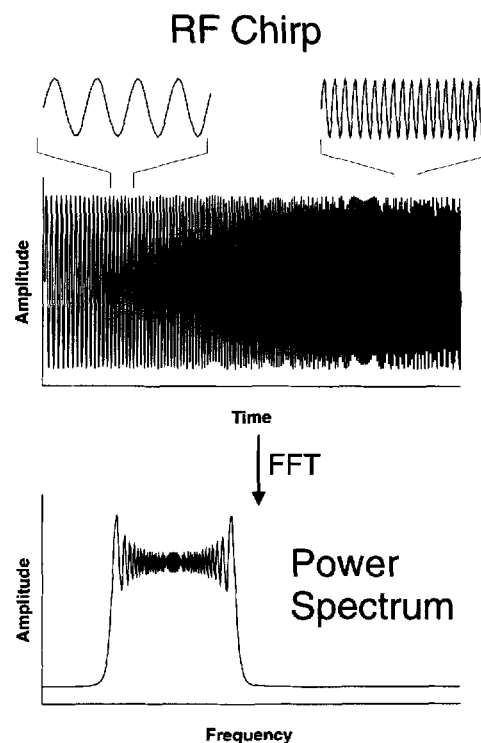 RF Chirp
Amplitude
Time
FFT
Amplitude
Power
Spectrum
Frequency